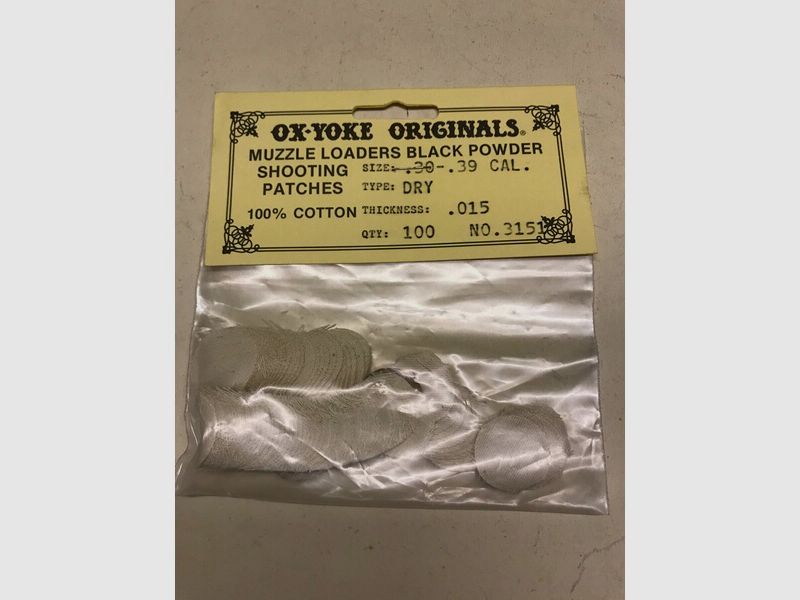 OX-YOKE ORIGINALS®
MUZZLE LOADERS BLACK POWDER
SHOOTING PATCHES
SIZE: .30-.39 CAL.
TYPE: DRY
100% COTTON THICKNESS: .015
QTY: 100 NO.3151